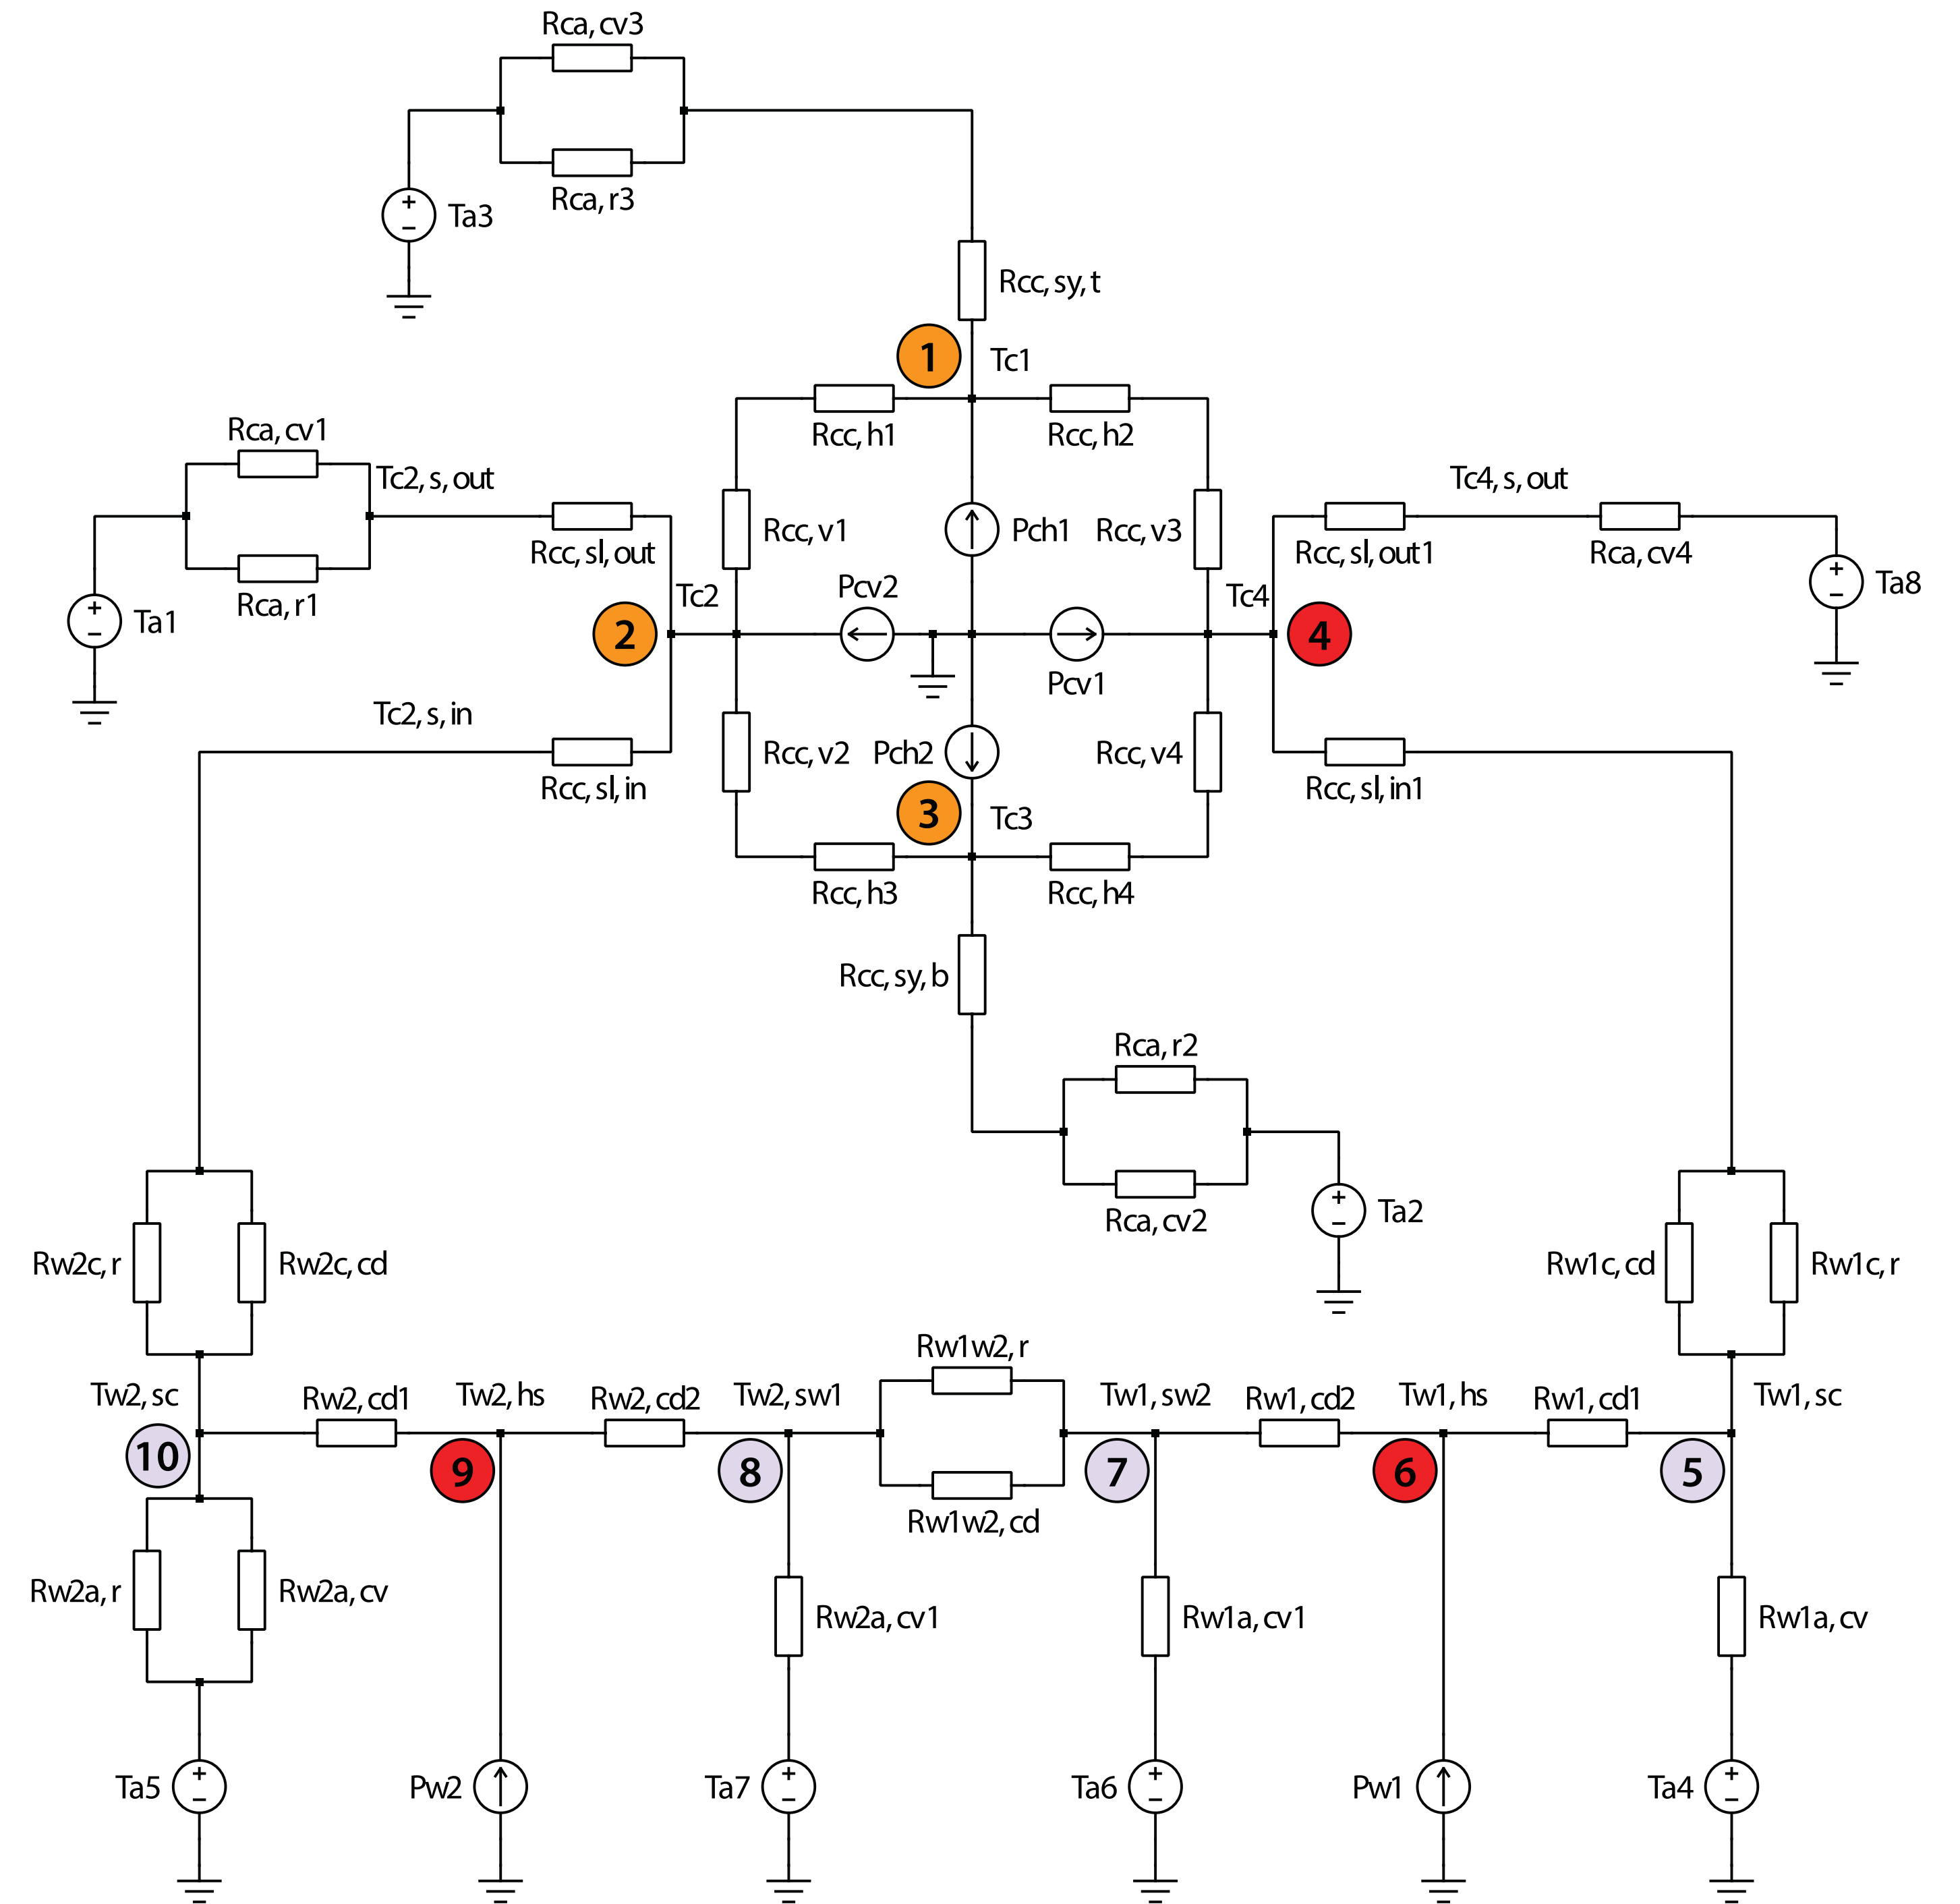 Rca, cv3
Rca, r3
Ta3
+
−
Rcc, sy, t
1
Tc1
Rcc, h1
Rcc, h2
Rca, cv1
Tc2, s, out
Tc4, s, out
Rcc, v1
Pch1
Rcc, v3
Rcc, sl, out
Rcc, sl, out1
Rca, cv4
Rca, r1
Pcv2
Tc2
Tc4
Ta8
+
−
Ta1
+
−
2
4
Pcv1
Tc2, s, in
Rcc, v2
Pch2
Rcc, v4
Rcc, sl, in
Rcc, sl, in1
3
Tc3
Rcc, h3
Rcc, h4
Rcc, sy, b
Rca, r2
Rca, cv2
Ta2
+
−
Rw2c, r
Rw2c, cd
Rw1c, cd
Rw1c, r
Rw1w2, r
Tw2, sc
Rw2, cd1
Tw2, hs
Rw2, cd2
Tw2, sw1
Tw1, sw2
Rw1, cd2
Tw1, hs
Rw1, cd1
Tw1, sc
10
9
8
7
6
5
Rw1w2, cd
Rw2a, r
Rw2a, cv
Rw2a, cv1
Rw1a, cv1
Rw1a, cv
Ta5
+
−
Pw2
Ta7
+
−
Ta6
+
−
Pw1
Ta4
+
−